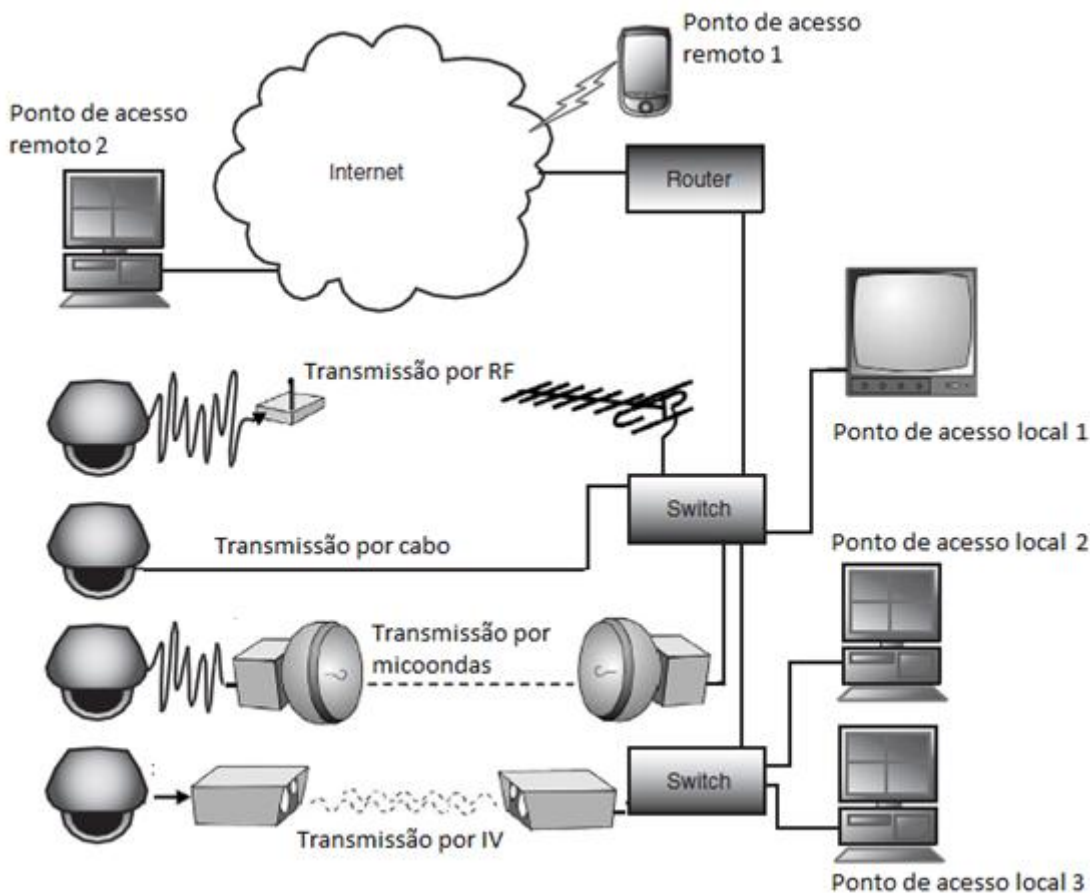 Ponto de acesso
remoto 1
Ponto de acesso
remoto 2
Internet
Router
Transmissão por RF
Ponto de acesso local 1
Switch
Transmissão por cabo
Ponto de acesso local 2
Transmissão por
micoondas
Switch
Transmissão por IV
Ponto de acesso local 3